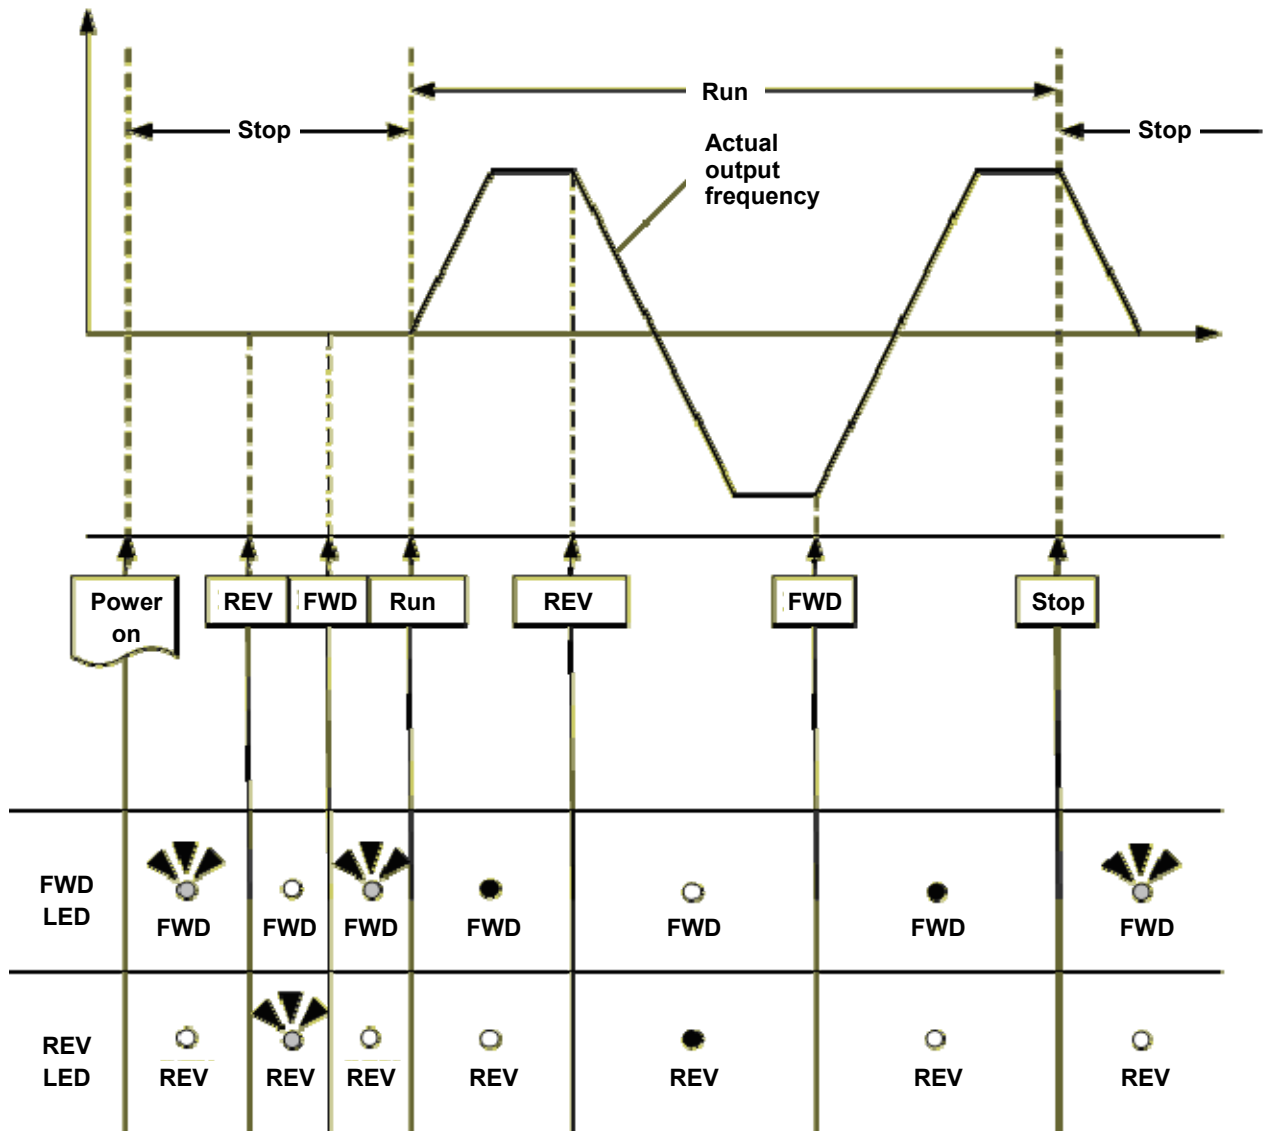 Run
Stop
Stop
Actual
output
frequency
Power
on
REV
FWD
Run
REV
FWD
Stop
FWD
LED
FWD
FWD
FWD
FWD
FWD
FWD
FWD
REV
LED
REV
REV
REV
REV
REV
REV
REV